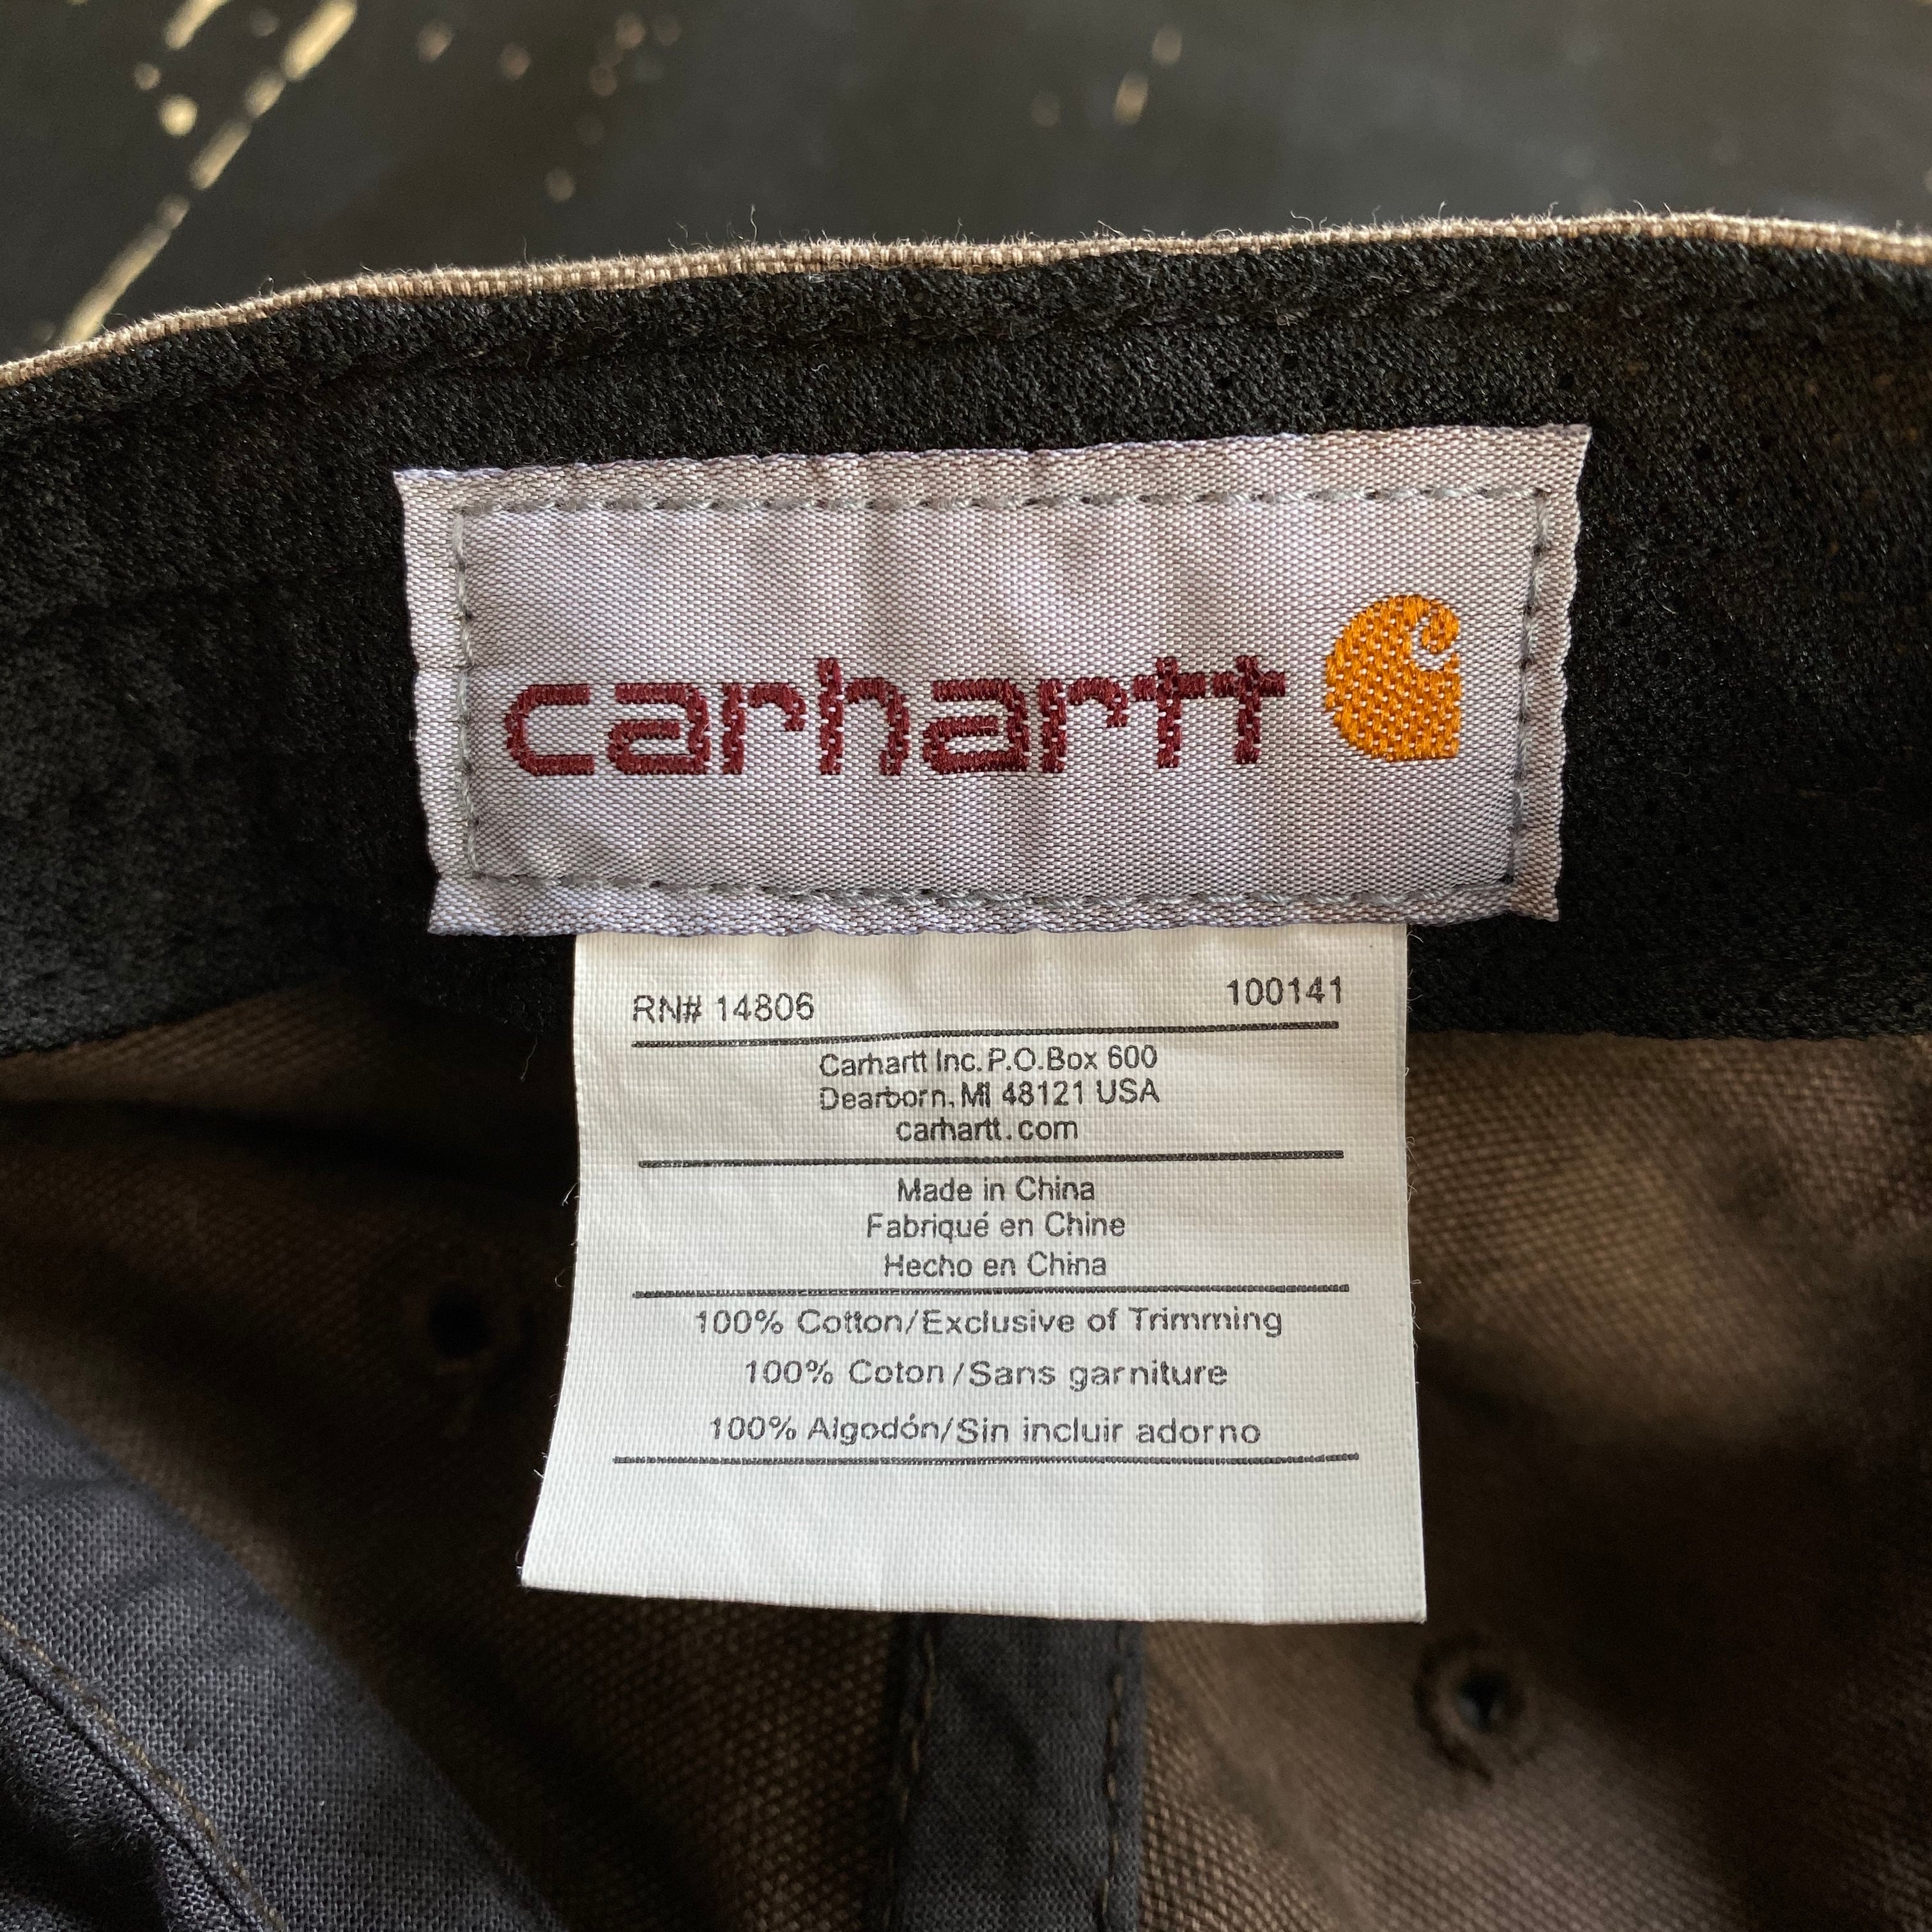 carhartt
RN# 14806 100141
Carhartt Inc. P.O.Box 600
Dearborn, MI 48121 USA
carhartt.com
Made in China
Fabriqué en Chine
Hecho en China
100% Cotton/Exclusive of Trimming
100% Coton/Sans garniture
100% Algodón/Sin incluir adorno